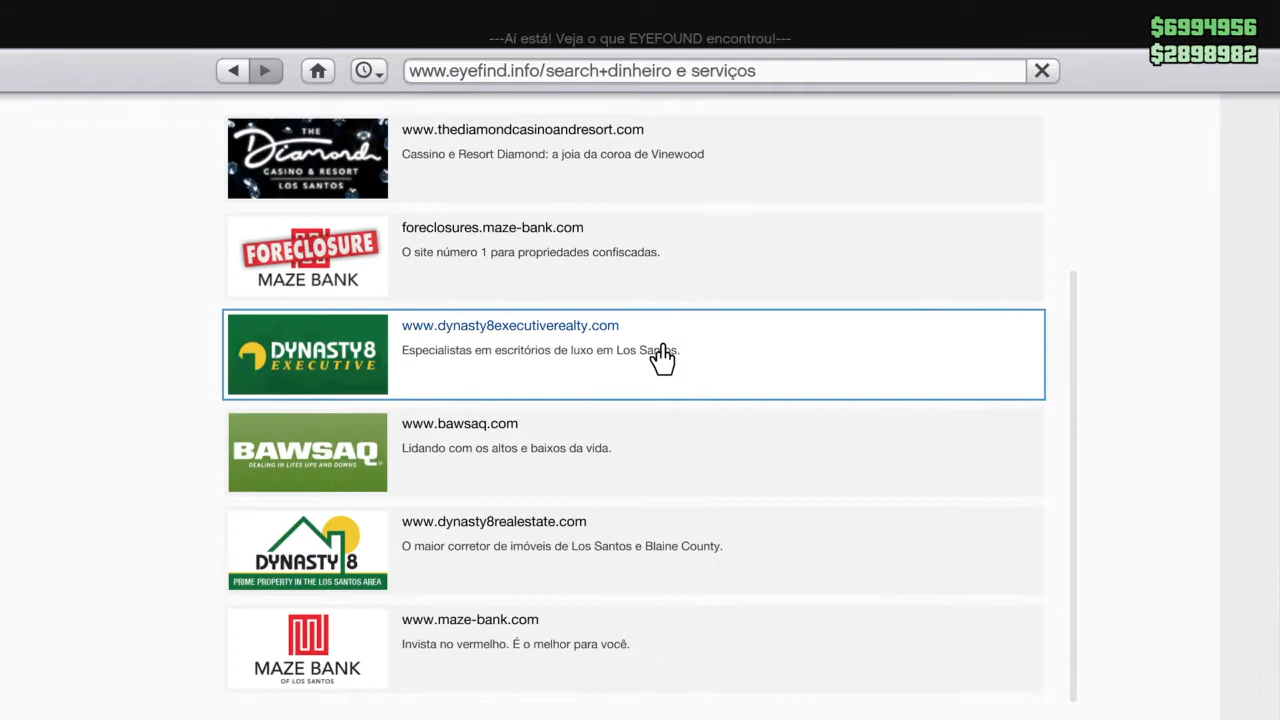 ---Aí está! Veja o que EYEFOUND encontrou!---
$6994956
$2898982
www.eyefind.info/search+dinheiro e serviços
THE
Diamond
CASINO & RESORT
LOS SANTOS
www.thediamondcasinoandresort.com
Cassino e Resort Diamond: a joia da coroa de Vinewood
FORECLOSURE
MAZE BANK
foreclosures.maze-bank.com
O site número 1 para propriedades confiscadas.
DYNASTY8
EXECUTIVE
www.dynasty8executiverealty.com
Especialistas em escritórios de luxo em Los Santos.
BAWSAQ
DEALING IN LIFES UPS AND DOWNS
www.bawsaq.com
Lidando com os altos e baixos da vida.
DYNASTY 8
PRIME PROPERTY IN THE LOS SANTOS AREA
www.dynasty8realestate.com
O maior corretor de imóveis de Los Santos e Blaine County.
MAZE BANK
OF LOS SANTOS
www.maze-bank.com
Invista no vermelho. É o melhor para você.